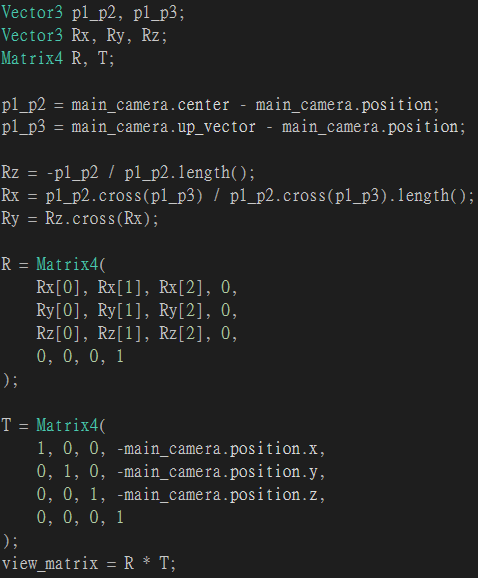 Vector3 p1_p2, p1_p3;
Vector3 Rx, Ry, Rz;
Matrix4 R, T;

p1_p2 = main_camera.center - main_camera.position;
p1_p3 = main_camera.up_vector - main_camera.position;

Rz = -p1_p2 / p1_p2.length();
Rx = p1_p2.cross(p1_p3) / p1_p2.cross(p1_p3).length();
Ry = Rz.cross(Rx);

R = Matrix4(
    Rx[0], Rx[1], Rx[2], 0,
    Ry[0], Ry[1], Ry[2], 0,
    Rz[0], Rz[1], Rz[2], 0,
    0, 0, 0, 1
);

T = Matrix4(
    1, 0, 0, -main_camera.position.x,
    0, 1, 0, -main_camera.position.y,
    0, 0, 1, -main_camera.position.z,
    0, 0, 0, 1
);
view_matrix = R * T;